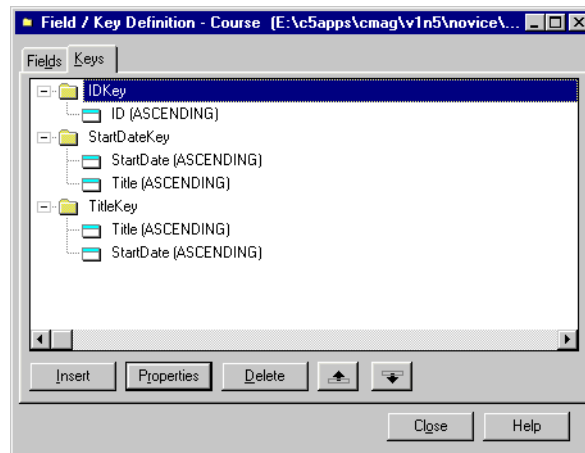 Field / Key Definition - Course (E:\c5apps\cmag\v1n5\novice\...
Fields Keys
IDKey
ID (ASCENDING)
StartDateKey
StartDate (ASCENDING)
Title (ASCENDING)
TitleKey
Title (ASCENDING)
StartDate (ASCENDING)
Insert Properties Delete
Close Help